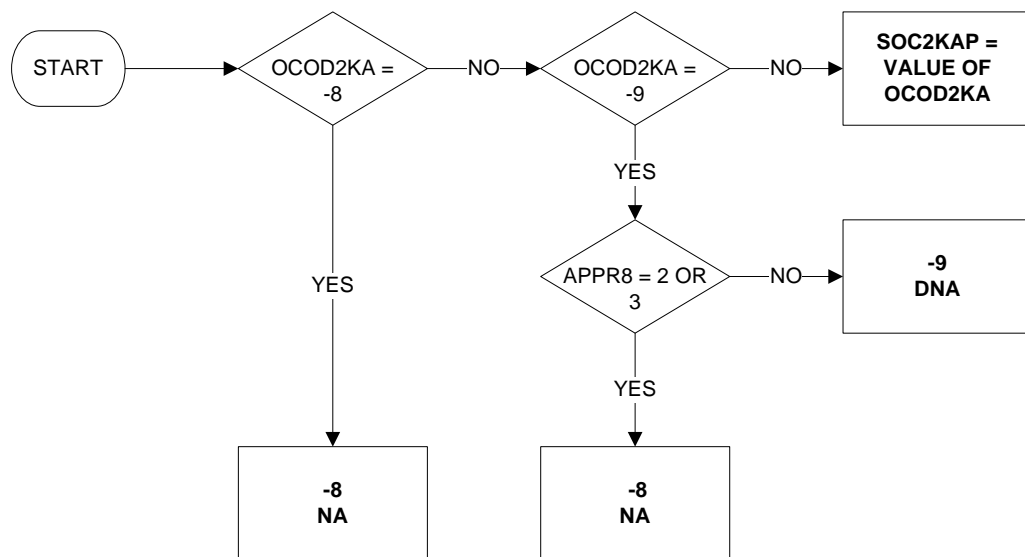 START
OCOD2KA =
-8
NO
OCOD2KA =
-9
NO
SOC2KAP =
VALUE OF
OCOD2KA
YES
YES
APPR8 = 2 OR
3
NO
-9
DNA
YES
-8
NA
-8
NA